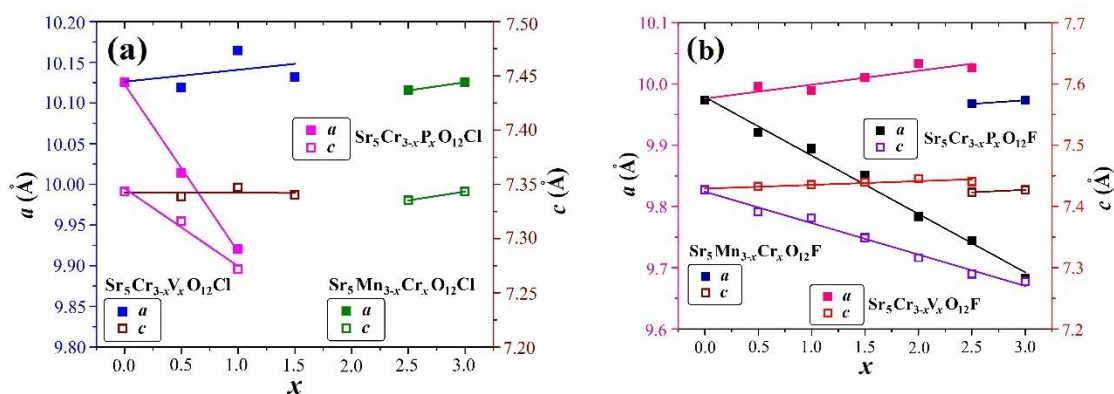 (a)
10.20
10.15
10.10
10.05
10.00
9.95
9.90
9.85
9.80
a (Å)
7.50
7.45
7.40
7.35
7.30
7.25
7.20
c (Å)
a
c
Sr₅Cr₃₋ₓPₓO₁₂Cl
Sr₅Cr₃₋ₓVₓO₁₂Cl
a
c
Sr₅Mn₃₋ₓCrₓO₁₂Cl
a
c
0.0 0.5 1.0 1.5 2.0 2.5 3.0
x
(b)
10.1
10.0
9.9
9.8
9.7
9.6
a (Å)
7.7
7.6
7.5
7.4
7.3
7.2
c (Å)
a
c
Sr₅Cr₃₋ₓPₓO₁₂F
Sr₅Mn₃₋ₓCrₓO₁₂F
a
c
a
c
Sr₅Cr₃₋ₓVₓO₁₂F
0.0 0.5 1.0 1.5 2.0 2.5 3.0
x